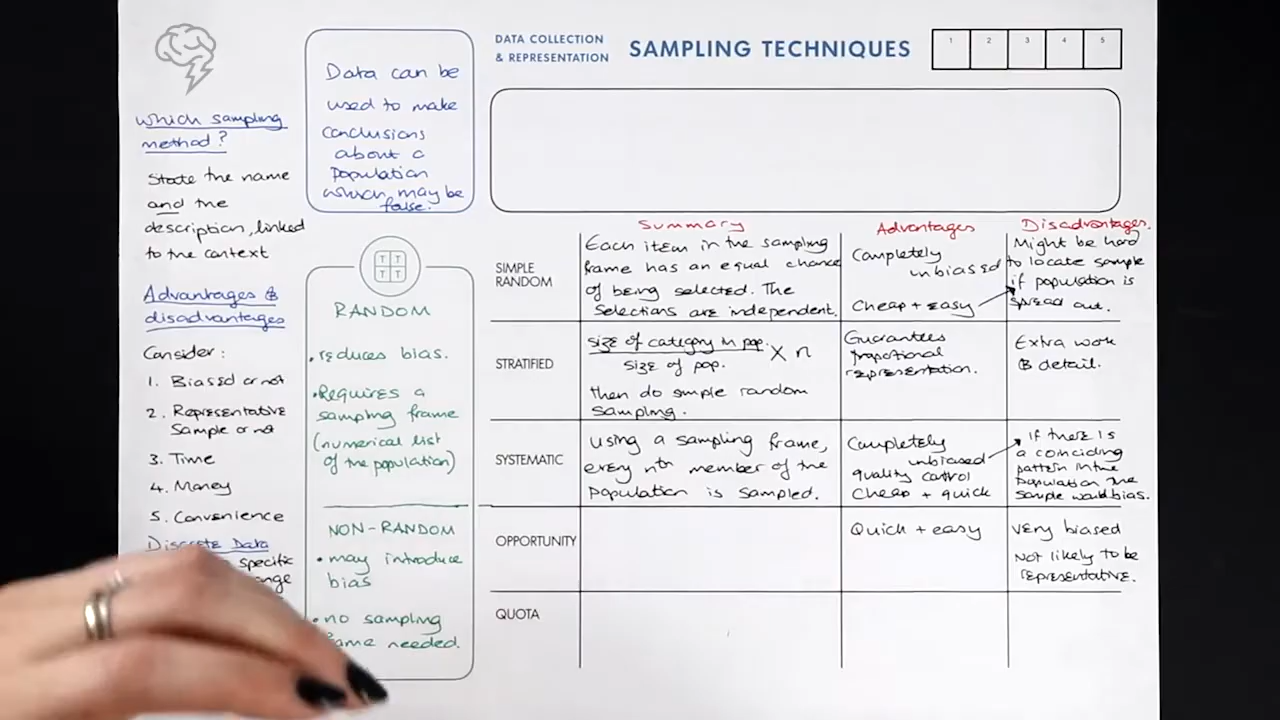 DATA COLLECTION
& REPRESENTATION
SAMPLING TECHNIQUES
1 2 3 4 5
which sampling
method?
State the name
and the
description, linked
to the context
Advantages &
disadvantages
Consider:
1. Biased or not
2. Representative
Sample or not
3. Time
4. Money
5. Convenience
Discrete Data
specific
Data can be
used to make
conclusions
about a
population
which may be
false.
T T
T T
RANDOM
• reduces bias.
• Requires a
sampling frame
(numerical list
of the population)
NON-RANDOM
• may introduce
bias
• no sampling
frame needed.
Summary
Advantages
Disadvantages
SIMPLE
RANDOM
Each item in the sampling
frame has an equal chance
of being selected. The
selections are independent.
Completely
unbiased
Cheap + easy
Might be hard
to locate sample
if population is
spread out.
STRATIFIED
size of category in pop.
size of pop.
× n
then do simple random
sampling.
Guarantees
proportional
representation.
Extra work
& detail.
SYSTEMATIC
Using a sampling frame,
every nth member of the
population is sampled.
Completely
unbiased
quality control
Cheap + quick
if there is
a coinciding
pattern in the
population the
sample would bias.
OPPORTUNITY
Quick + easy
very biased
Not likely to be
representative.
QUOTA